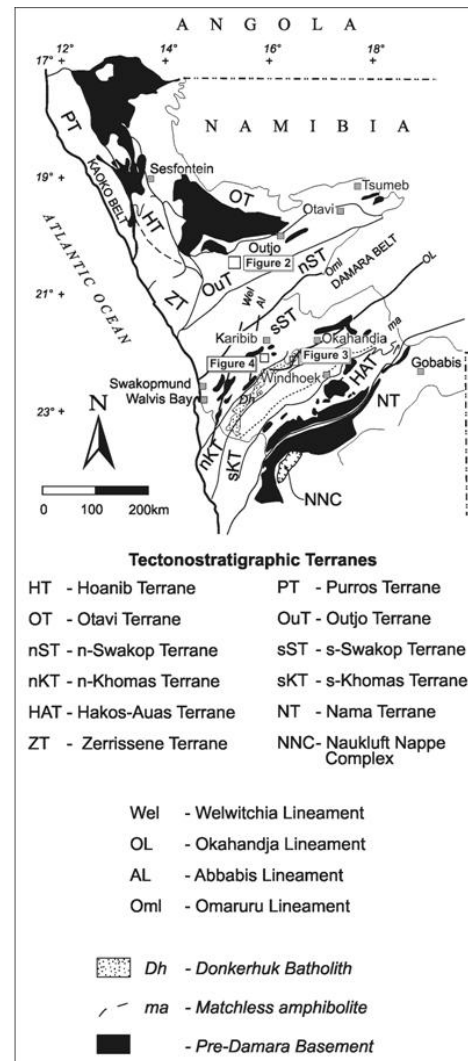 A N G O L A
12°
14°
16°
18°
17°
N A M I B I A
PT
Sesfontein
19°
Tsumeb
KAOKO BELT
HT
OT
Otavi
ATLANTIC OCEAN
Outjo
Figure 2
nST
Oml
DAMARA BELT
OL
ZT
OuT
Wel
Al
21°
sST
Karibib
Okahandia
ma
Figure 4
Figure 3
Gobabis
Windhoek
HAT
Swakopmund
Walvis Bay
Dh
NT
23°
N
nKT
sKT
NNC
0 100 200km
Tectonostratigraphic Terranes
HT - Hoanib Terrane
PT - Purros Terrane
OT - Otavi Terrane
OuT - Outjo Terrane
nST - n-Swakop Terrane
sST - s-Swakop Terrane
nKT - n-Khomas Terrane
sKT - s-Khomas Terrane
HAT - Hakos-Auas Terrane
NT - Nama Terrane
ZT - Zerrissene Terrane
NNC- Naukluft Nappe
Complex
Wel - Welwitchia Lineament
OL - Okahandja Lineament
AL - Abbabis Lineament
Oml - Omaruru Lineament
Dh - Donkerhuk Batholith
ma - Matchless amphibolite
- Pre-Damara Basement